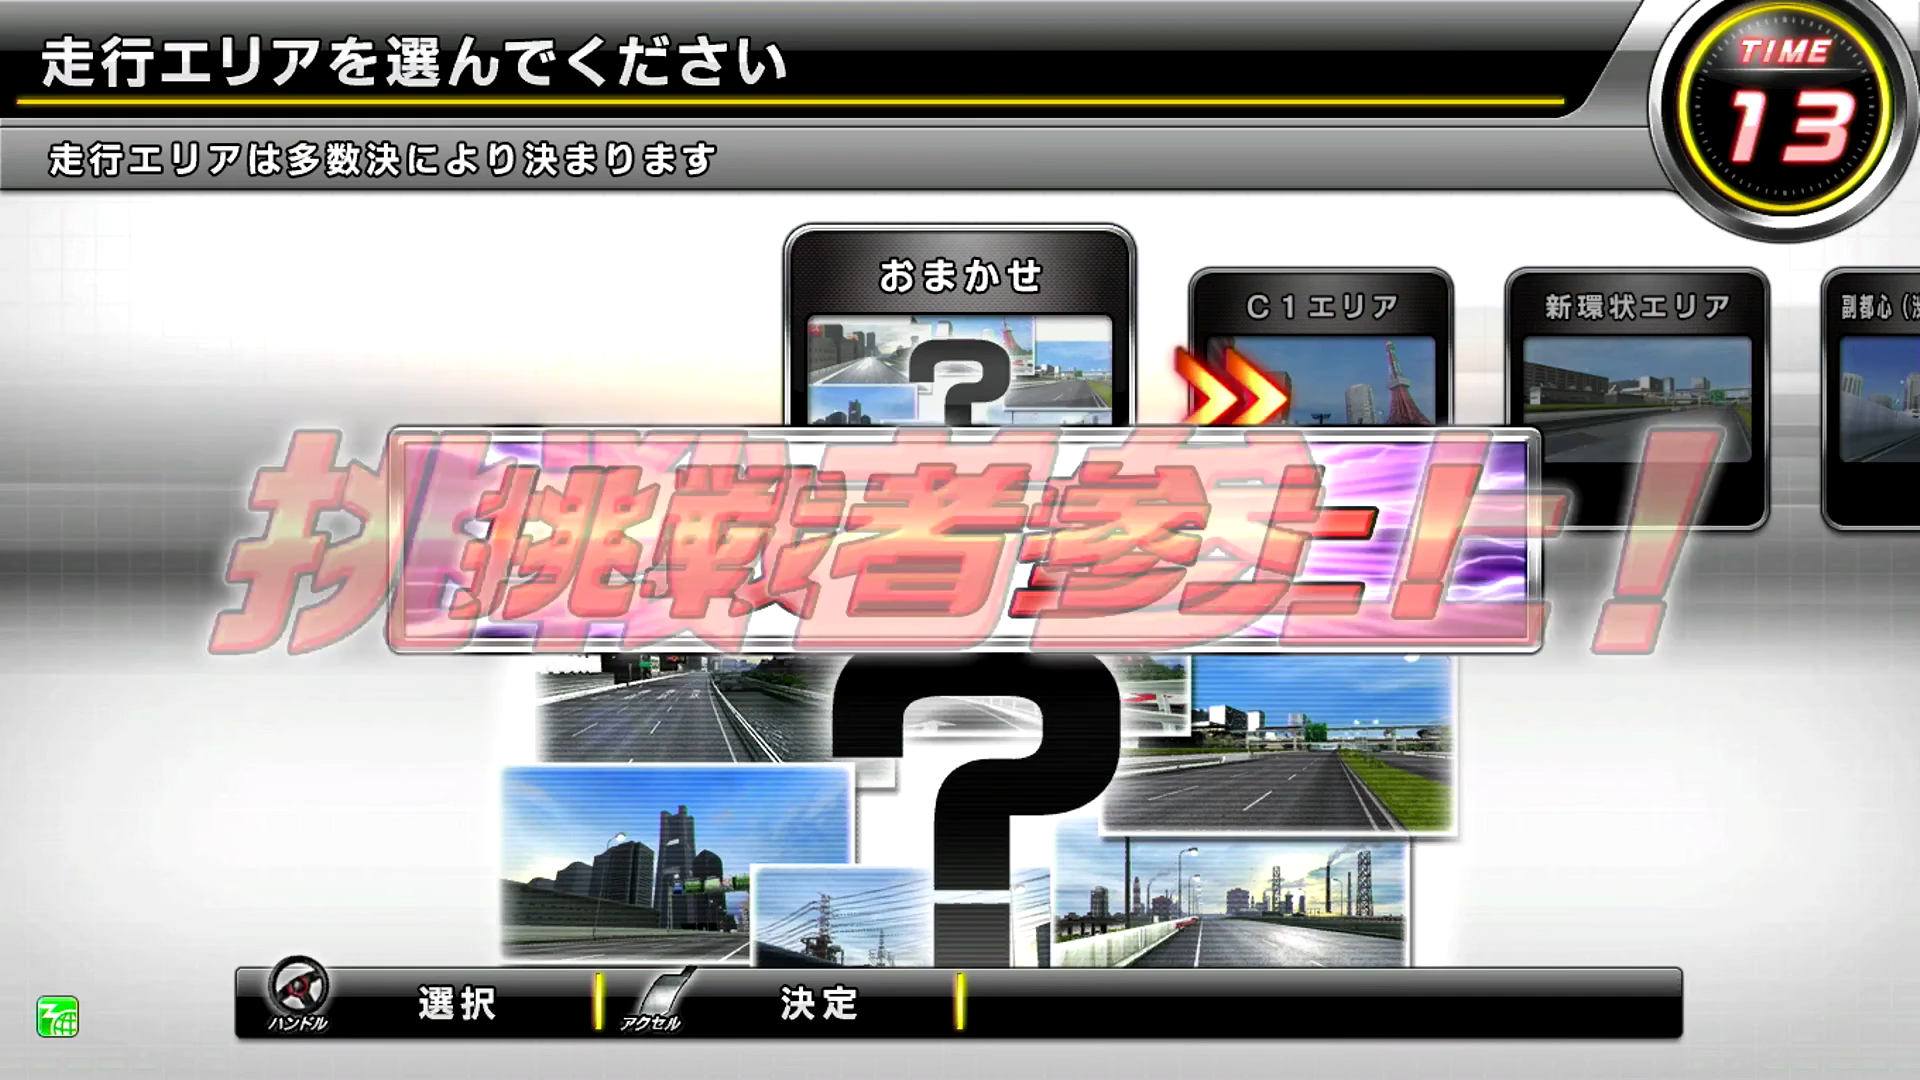 走行エリアを選んでください
TIME
13
走行エリアは多数決により決まります
おまかせ
C1エリア
新環状エリア
副都心(
?
挑戦者参上!
?
ハンドル
選択
アクセル
決定